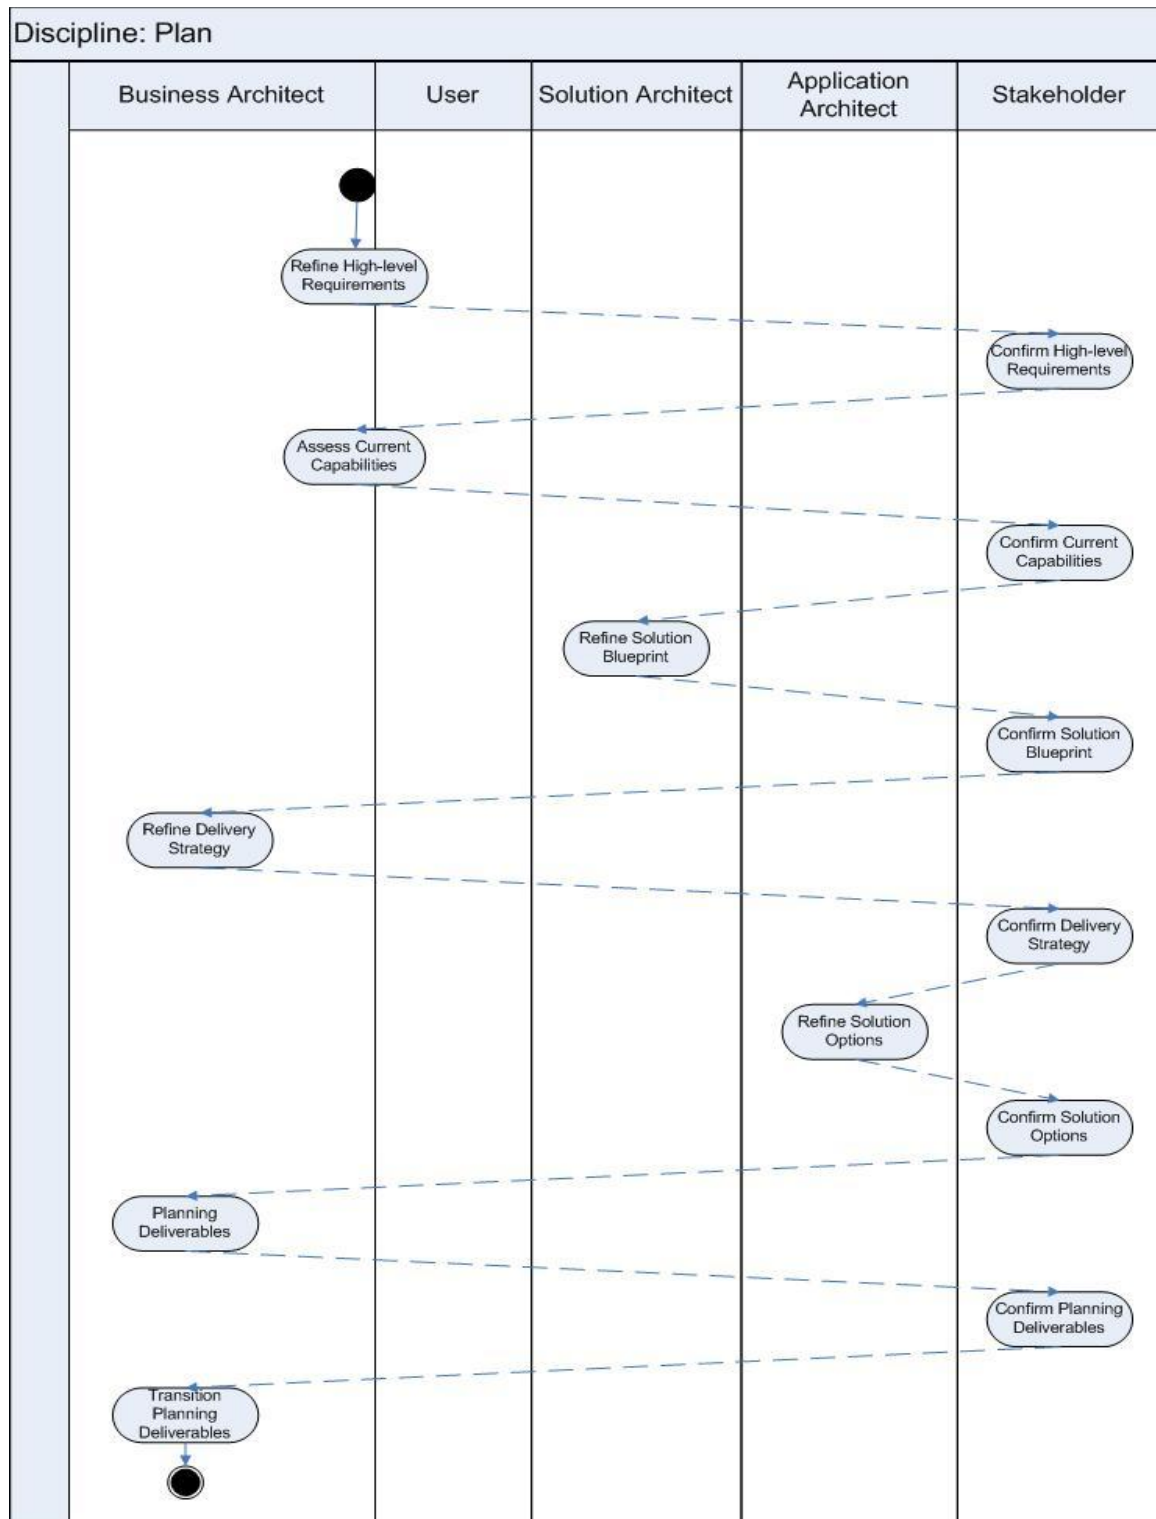 Discipline: Plan
Business Architect
User
Solution Architect
Application
Architect
Stakeholder
Refine High-level
Requirements
Confirm High-level
Requirements
Assess Current
Capabilities
Confirm Current
Capabilities
Refine Solution
Blueprint
Confirm Solution
Blueprint
Refine Delivery
Strategy
Confirm Delivery
Strategy
Refine Solution
Options
Confirm Solution
Options
Planning
Deliverables
Confirm Planning
Deliverables
Transition
Planning
Deliverables